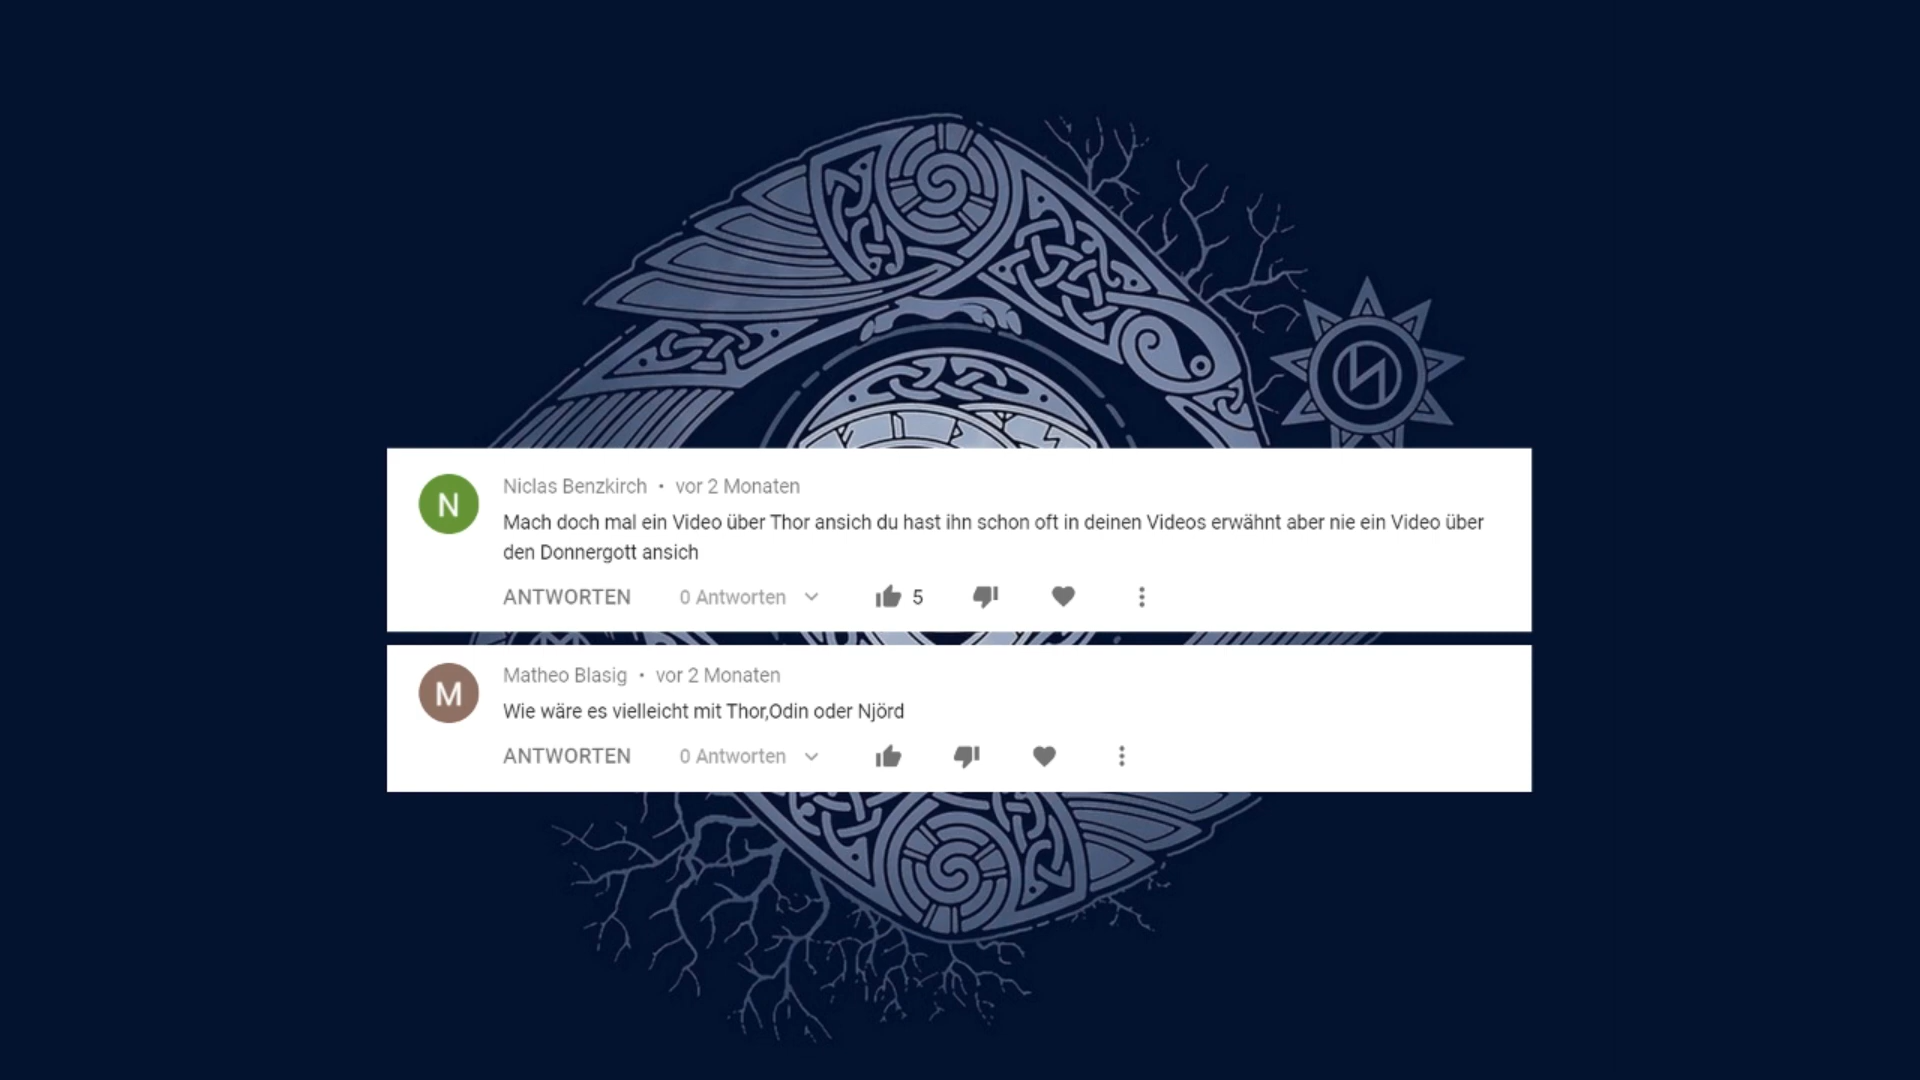 N
Niclas Benzkirch • vor 2 Monaten
Mach doch mal ein Video über Thor ansich du hast ihn schon oft in deinen Videos erwähnt aber nie ein Video über
den Donnergott ansich
ANTWORTEN 0 Antworten 5
M
Matheo Blasig • vor 2 Monaten
Wie wäre es vielleicht mit Thor,Odin oder Njörd
ANTWORTEN 0 Antworten